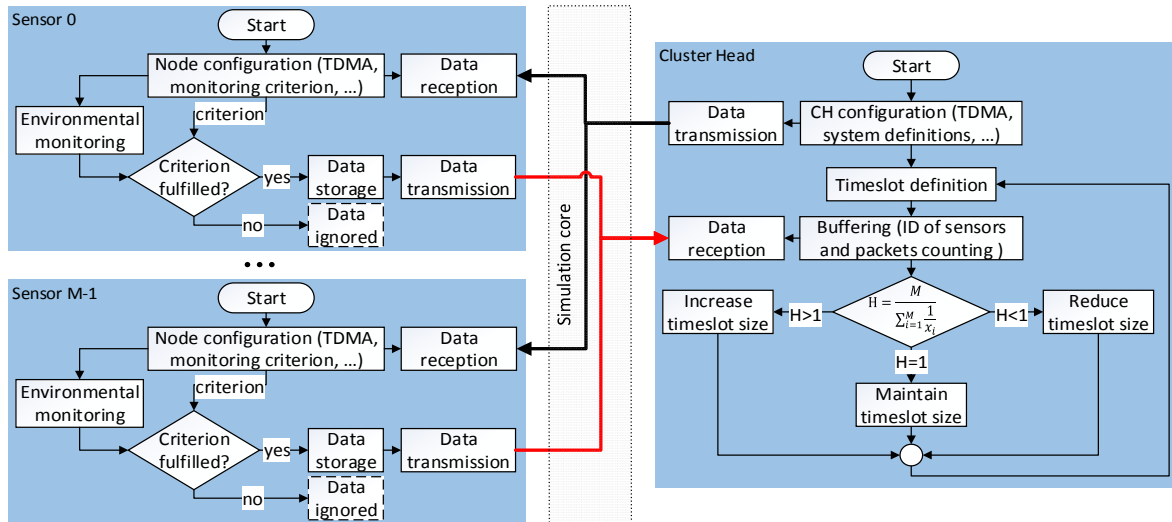 Sensor 0
Start
Node configuration (TDMA,
monitoring criterion, ...)
Data
reception
Environmental
monitoring
criterion
Criterion
fulfilled?
yes
Data
storage
Data
transmission
no
Data
ignored
...
Sensor M-1
Start
Node configuration (TDMA,
monitoring criterion, ...)
Data
reception
Environmental
monitoring
criterion
Criterion
fulfilled?
yes
Data
storage
Data
transmission
no
Data
ignored
Simulation core
Cluster Head
Start
Data
transmission
CH configuration (TDMA,
system definitions, ...)
Timeslot definition
Data
reception
Buffering (ID of sensors
and packets counting )
Increase
timeslot size
H>1
H = M / ∑_{i=1}^{M} 1/x_i
H<1
Reduce
timeslot size
H=1
Maintain
timeslot size